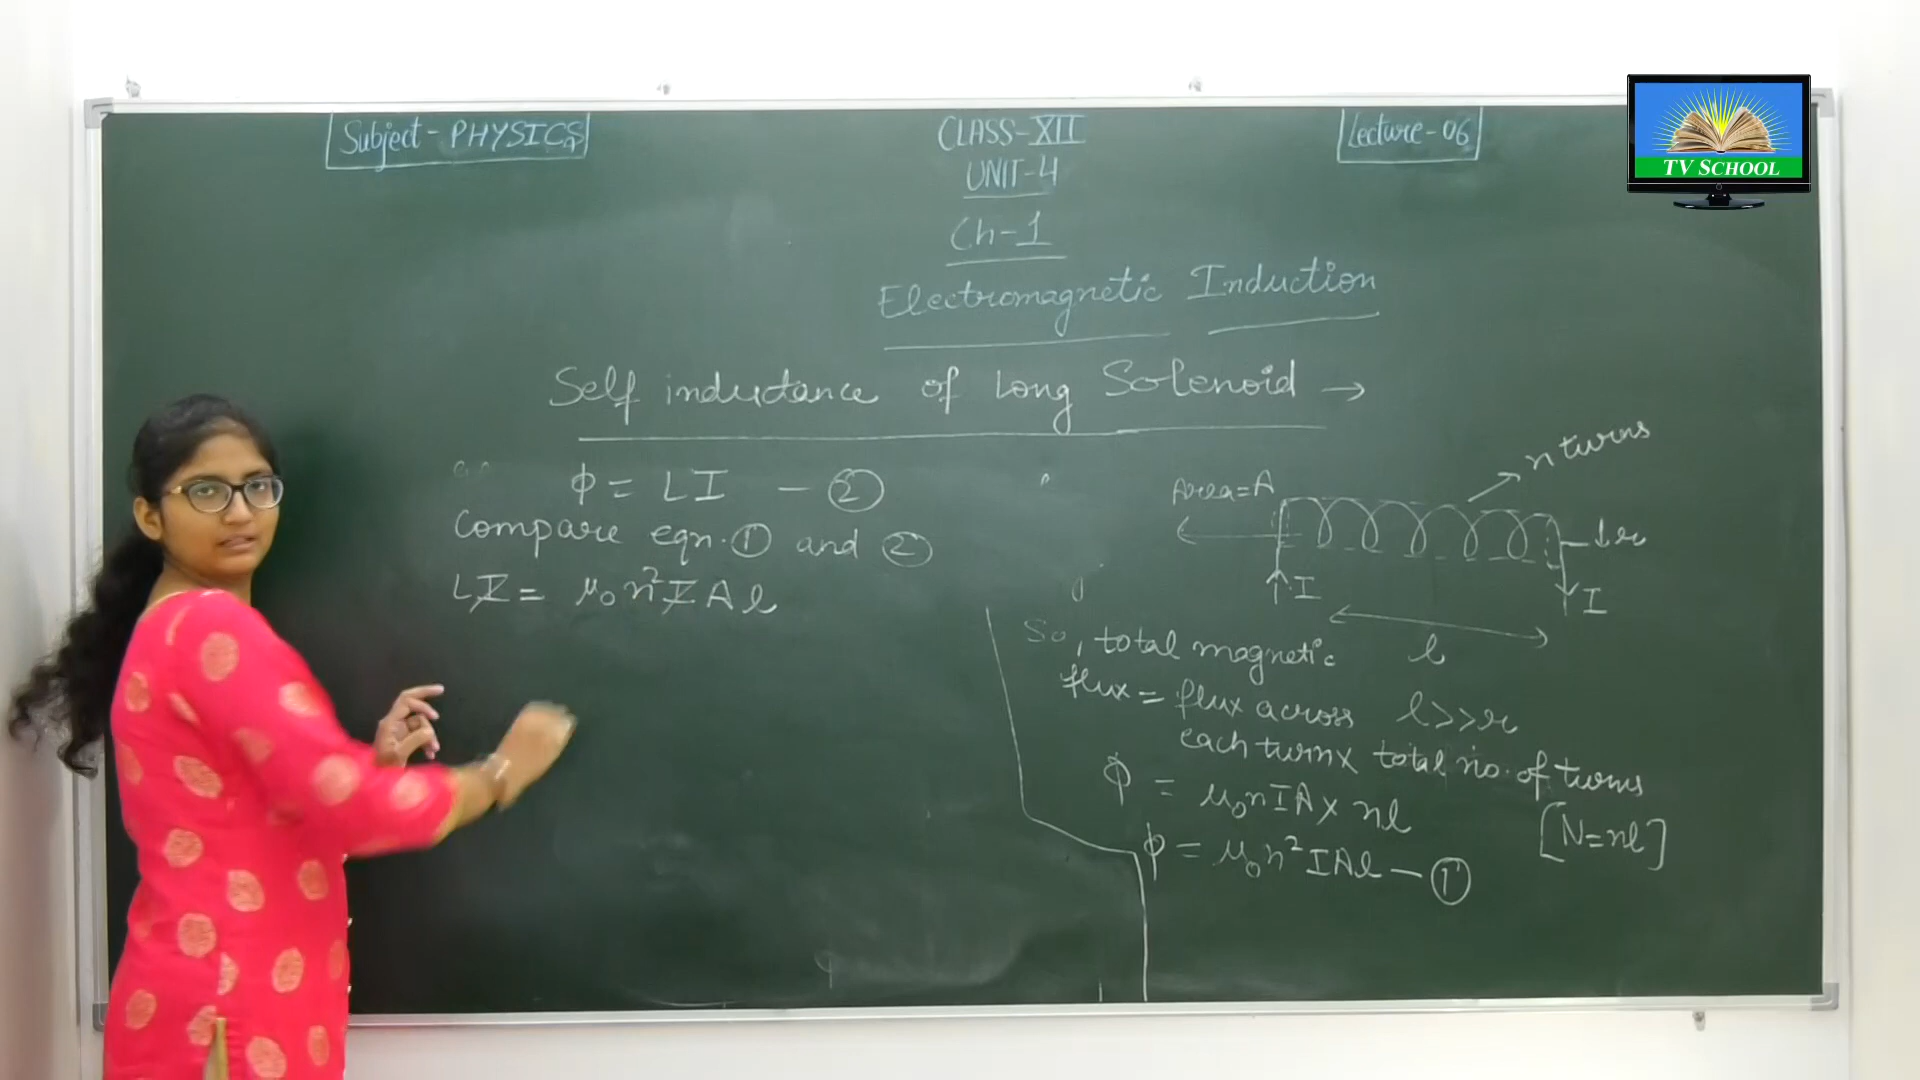 Subject - PHYSICS
CLASS-XII
Lecture-06
UNIT-4
Ch-1
Electromagnetic Induction
TV SCHOOL
Self inductance of Long Solenoid →
ϕ = LI - ②
Compare eqn. ① and ②
LI = μ₀n²IAl
n turns
Area=A
r
I
I
l
So, total magnetic
flux = flux across
l>>r
each turn x total no. of turns
ϕ = μ₀nIA x nl
[N=nl]
ϕ = μ₀n²IAl - ①